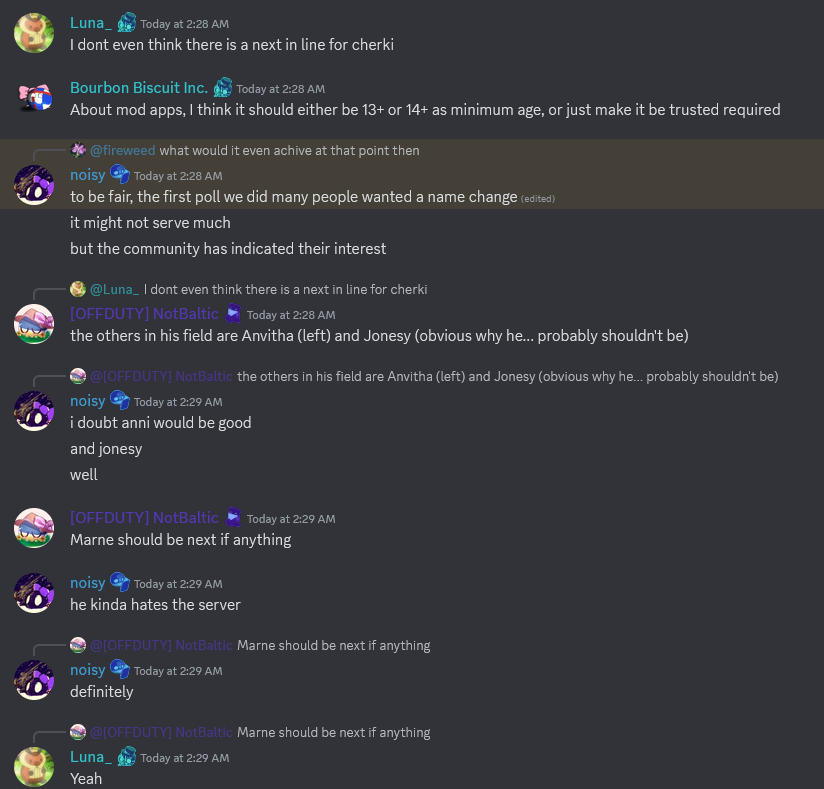 Luna_ Today at 2:28 AM
I dont even think there is a next in line for cherki
Bourbon Biscuit Inc. Today at 2:28 AM
About mod apps, I think it should either be 13+ or 14+ as minimum age, or just make it be trusted required
@fireweed what would it even achive at that point then
noisy Today at 2:28 AM
to be fair, the first poll we did many people wanted a name change (edited)
it might not serve much
but the community has indicated their interest
@Luna_ I dont even think there is a next in line for cherki
[OFFDUTY] NotBaltic Today at 2:28 AM
the others in his field are Anvitha (left) and Jonesy (obvious why he... probably shouldn't be)
@[OFFDUTY] NotBaltic the others in his field are Anvitha (left) and Jonesy (obvious why he... probably shouldn't be)
noisy Today at 2:29 AM
i doubt anni would be good
and jonesy
well
[OFFDUTY] NotBaltic Today at 2:29 AM
Marne should be next if anything
noisy Today at 2:29 AM
he kinda hates the server
@[OFFDUTY] NotBaltic Marne should be next if anything
noisy Today at 2:29 AM
definitely
@[OFFDUTY] NotBaltic Marne should be next if anything
Luna_ Today at 2:29 AM
Yeah